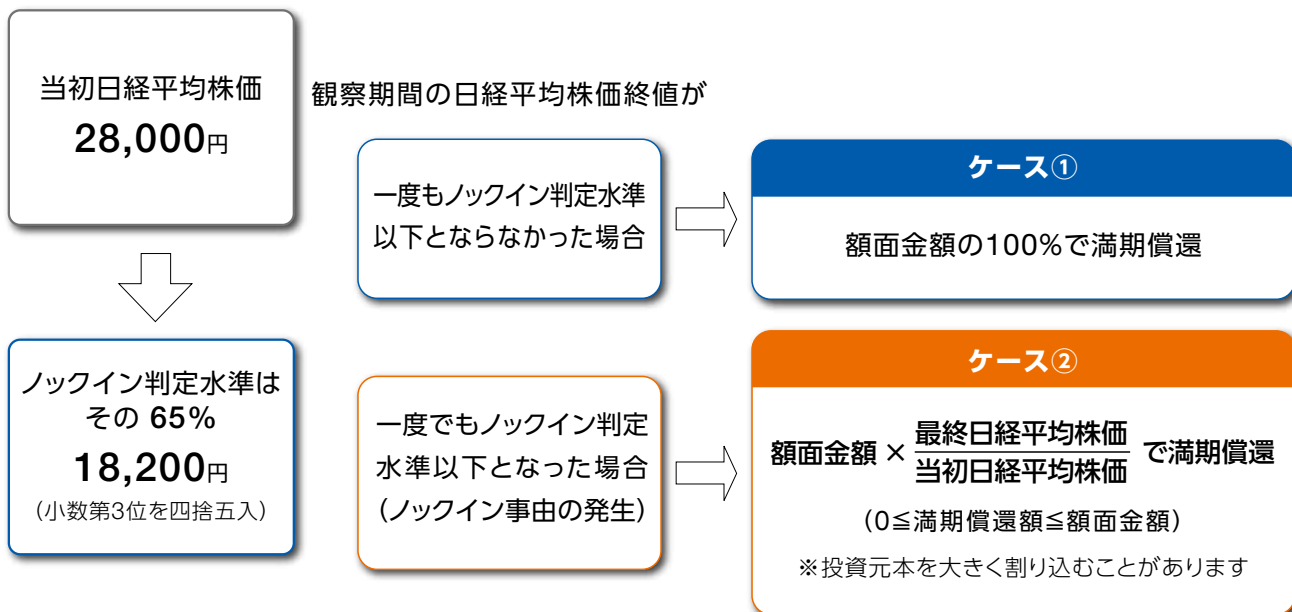 当初日経平均株価
28,000円
ノックイン判定水準は
その 65%
18,200円
(小数第3位を四捨五入)
観察期間の日経平均株価終値が
一度もノックイン判定水準
以下とならなかった場合
ケース①
額面金額の100%で満期償還
一度でもノックイン判定
水準以下となった場合
(ノックイン事由の発生)
ケース②
額面金額 × 最終日経平均株価 / 当初日経平均株価 で満期償還
(0≦満期償還額≦額面金額)
※投資元本を大きく割り込むことがあります